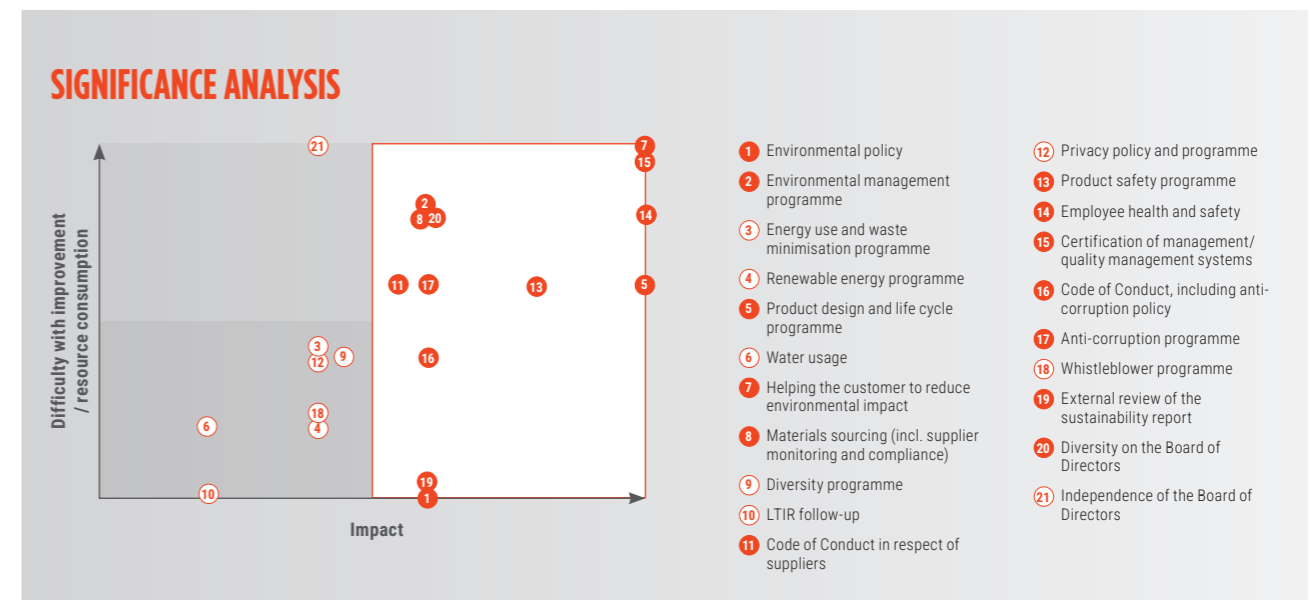 SIGNIFICANCE ANALYSIS
Difficulty with improvement
/ resource consumption
21
7
15
2
8 20
14
11 17
13
5
3
12
9
16
18
4
6
19
10
1
Impact
1 Environmental policy
2 Environmental management
programme
3 Energy use and waste
minimisation programme
4 Renewable energy programme
5 Product design and life cycle
programme
6 Water usage
7 Helping the customer to reduce
environmental impact
8 Materials sourcing (incl. supplier
monitoring and compliance)
9 Diversity programme
10 LTIR follow-up
11 Code of Conduct in respect of
suppliers
12 Privacy policy and programme
13 Product safety programme
14 Employee health and safety
15 Certification of management/
quality management systems
16 Code of Conduct, including anti-
corruption policy
17 Anti-corruption programme
18 Whistleblower programme
19 External review of the
sustainability report
20 Diversity on the Board of
Directors
21 Independence of the Board of
Directors